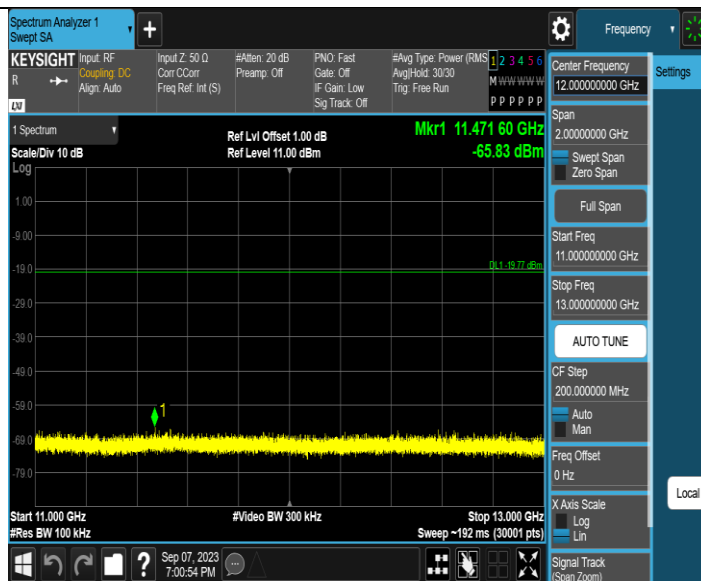 Spectrum Analyzer 1
Swept SA
+
Frequency
KEYSIGHT
R
LXI
Input: RF
Coupling: DC
Align: Auto
Input Z: 50 Ω
Corr CCorr
Freq Ref: Int (S)
#Atten: 20 dB
Preamp: Off
PNO: Fast
Gate: Off
IF Gain: Low
Sig Track: Off
#Avg Type: Power (RMS
Avg|Hold: 30/30
Trig: Free Run
1 2 3 4 5 6
M W W W W W
P P P P P P
1 Spectrum
Scale/Div 10 dB
Log
Ref Lvl Offset 1.00 dB
Ref Level 11.00 dBm
Mkr1 11.471 60 GHz
-65.83 dBm
1.00
-9.00
-19.0
-29.0
-39.0
-49.0
-59.0
-69.0
-79.0
DL1 -19.77 dBm
1
Start 11.000 GHz
#Res BW 100 kHz
#Video BW 300 kHz
Stop 13.000 GHz
Sweep ~192 ms (30001 pts)
?
Sep 07, 2023
7:00:54 PM
Center Frequency
12.000000000 GHz
Span
2.00000000 GHz
Swept Span
Zero Span
Full Span
Start Freq
11.000000000 GHz
Stop Freq
13.000000000 GHz
AUTO TUNE
CF Step
200.000000 MHz
Auto
Man
Freq Offset
0 Hz
X Axis Scale
Log
Lin
Signal Track
(Span Zoom)
Settings
Local